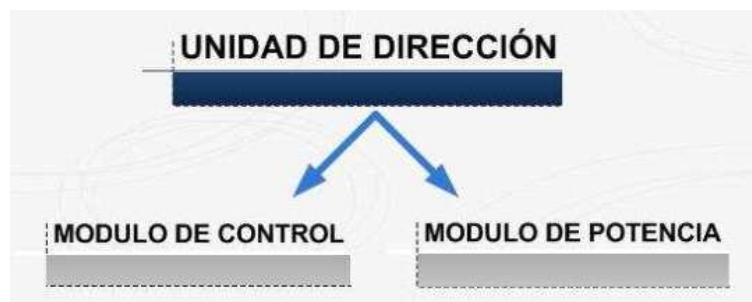 UNIDAD DE DIRECCIÓN
MODULO DE CONTROL
MODULO DE POTENCIA